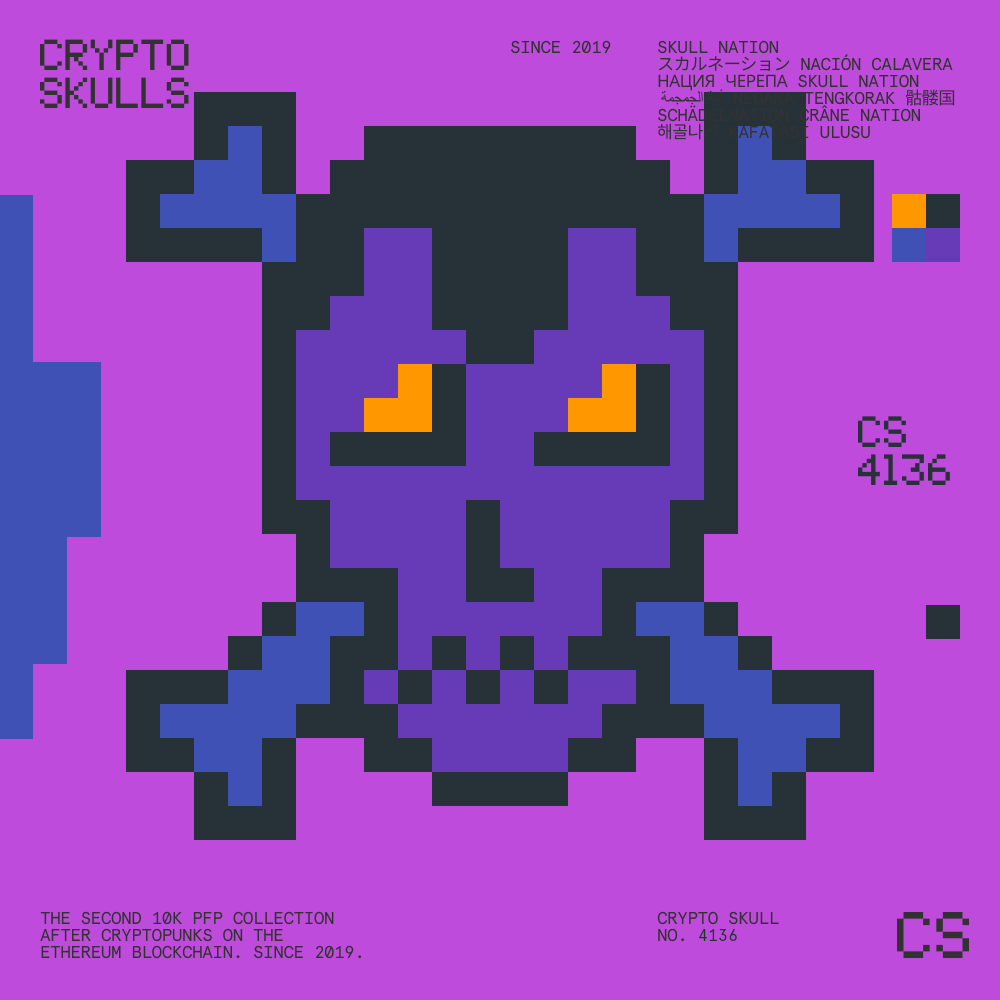 CRYPTO
SKULLS
SINCE 2019
SKULL NATION
スカルネーション NACIÓN CALAVERA
НАЦИЯ ЧЕРЕПА SKULL NATION
الجمجمة TENGKORAK 骷髅国
CRÂNE NATION
ULUSU
CS
4136
THE SECOND 10K PFP COLLECTION
AFTER CRYPTOPUNKS ON THE
ETHEREUM BLOCKCHAIN. SINCE 2019.
CRYPTO SKULL
NO. 4136
CS